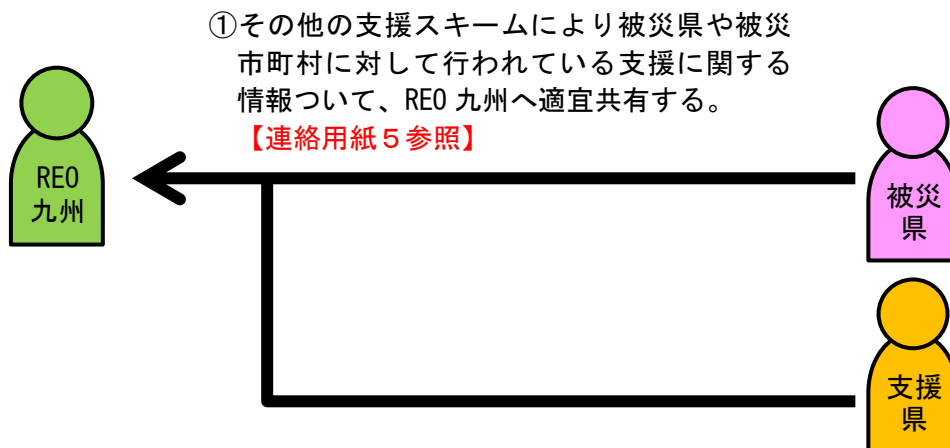 ①その他の支援スキームにより被災県や被災
市町村に対して行われている支援に関する
情報ついて、REO 九州へ適宜共有する。
【連絡用紙５参照】
REO
九州
被災
県
支援
県